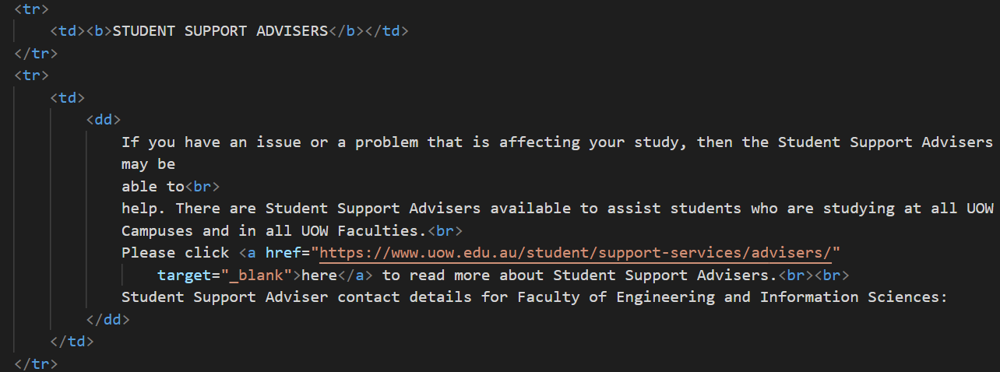 <tr>
<td><b>STUDENT SUPPORT ADVISERS</b></td>
</tr>
<tr>
<td>
<dd>
If you have an issue or a problem that is affecting your study, then the Student Support Advisers
may be
able to<br>
help. There are Student Support Advisers available to assist students who are studying at all UOW
Campuses and in all UOW Faculties.<br>
Please click <a href="https://www.uow.edu.au/student/support-services/advisers/"
target="_blank">here</a> to read more about Student Support Advisers.<br><br>
Student Support Adviser contact details for Faculty of Engineering and Information Sciences:
</dd>
</td>
</tr>